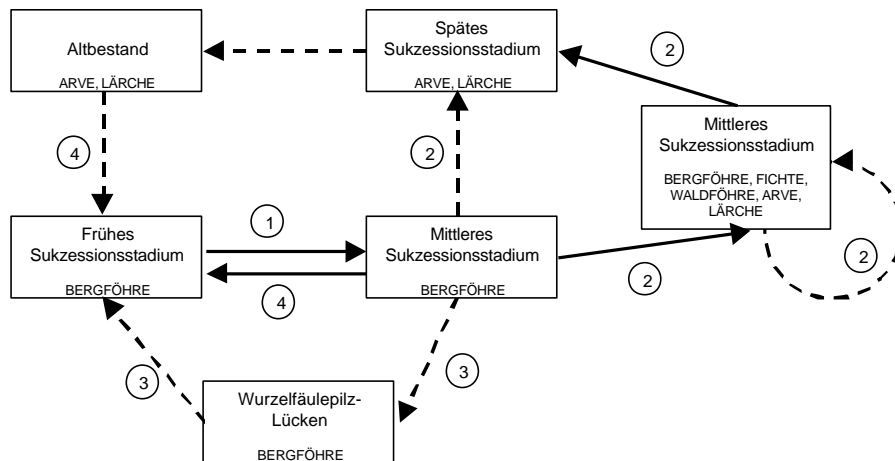 Altbestand
ARVE, LÄRCHE
Spätes
Sukzessionsstadium
ARVE, LÄRCHE
2
Mittleres
Sukzessionsstadium
BERGFÖHRE, FICHTE,
WALDFÖHRE, ARVE,
LÄRCHE
4
2
Frühes
Sukzessionsstadium
BERGFÖHRE
1
4
Mittleres
Sukzessionsstadium
BERGFÖHRE
2
2
3
3
Wurzelfäulepilz-
Lücken
BERGFÖHRE